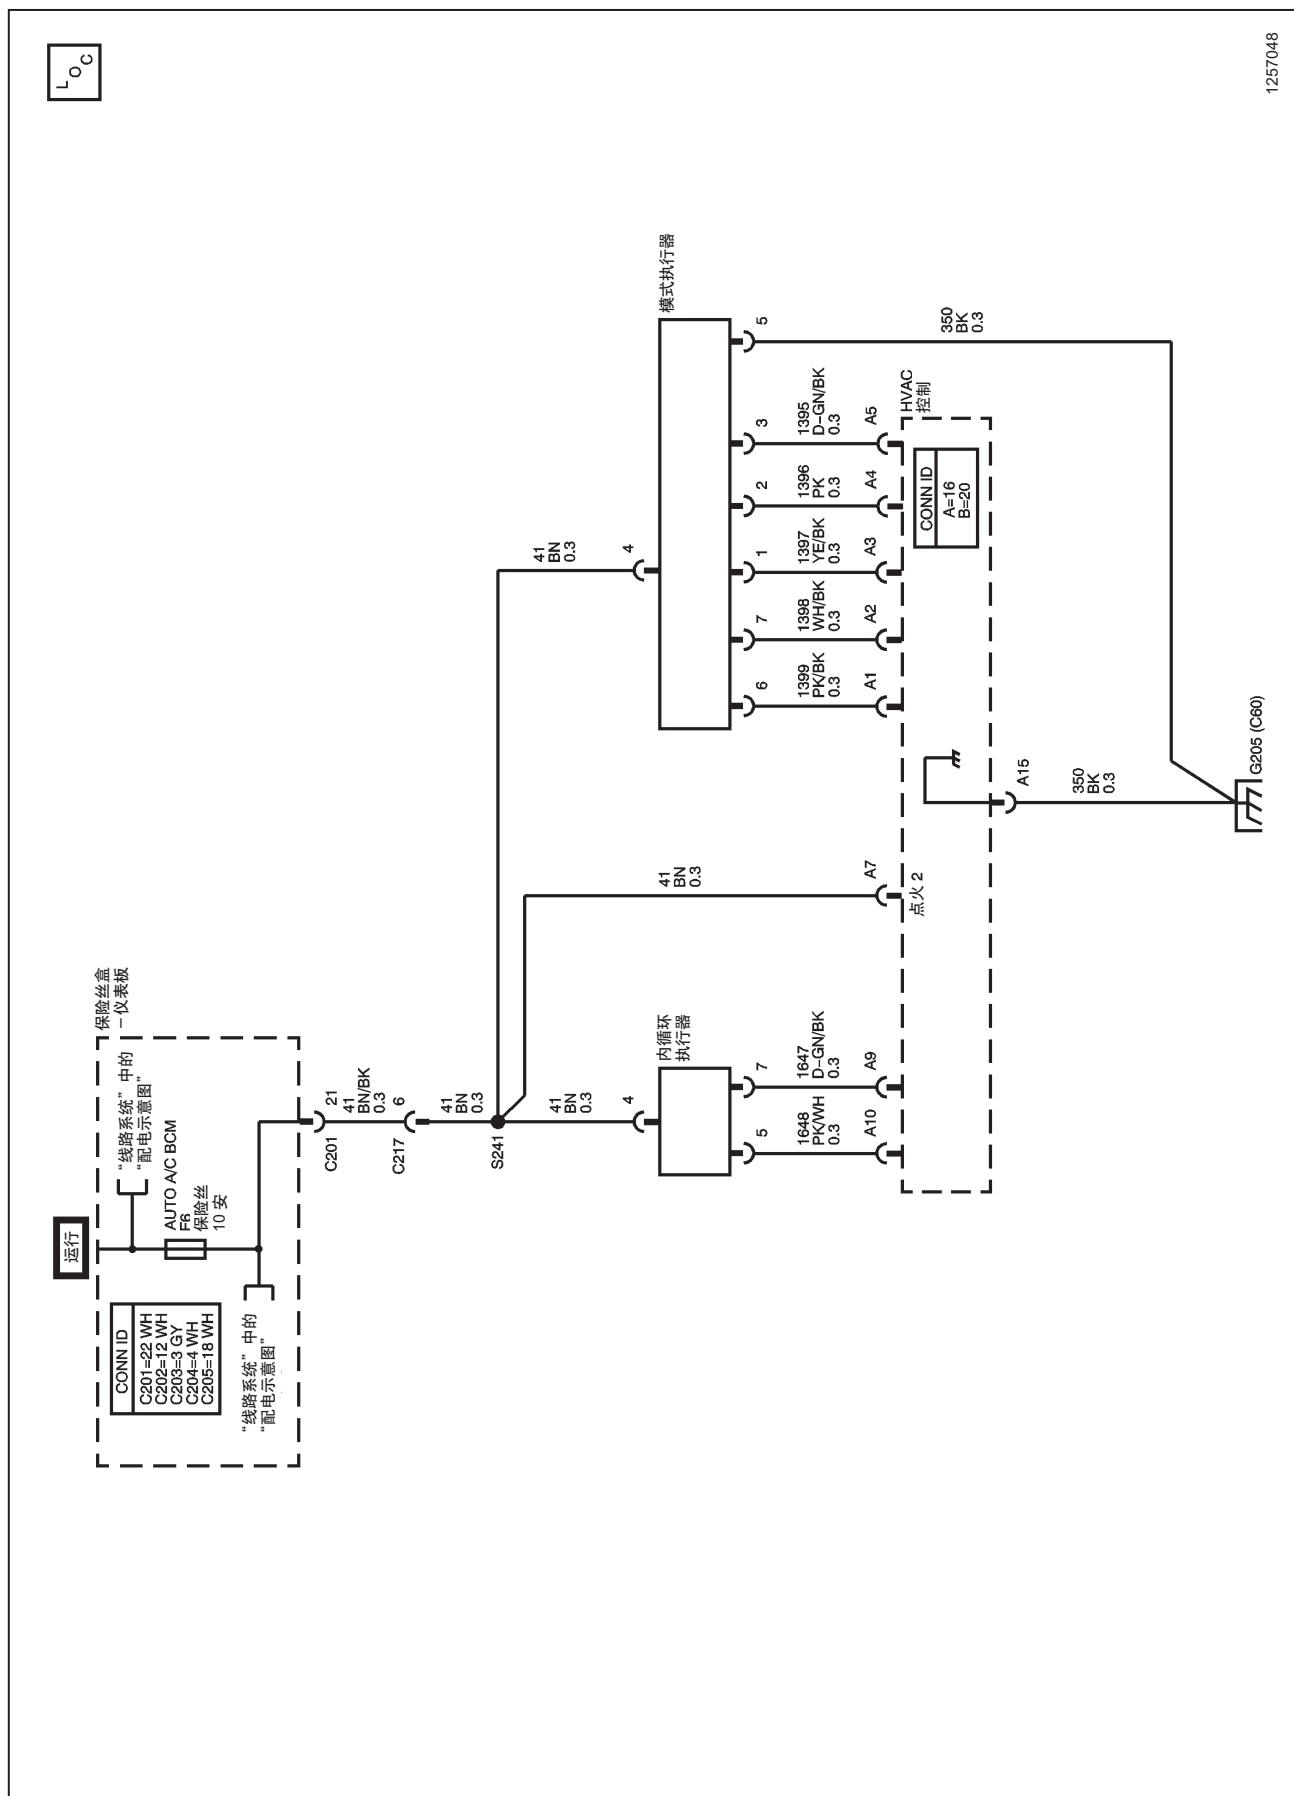 L O C
运行
保险丝盒
－仪表板
“线路系统”中的
“配电示意图”
AUTO A/C BCM
F6
保险丝
10 安
CONN ID
C201=22 WH
C202=12 WH
C203=3 GY
C204=4 WH
C205=18 WH
“线路系统”中的
“配电示意图”
C201
21
41
BN/BK
0.3
C217
6
41
BN
0.3
S241
41
BN
0.3
4
41
BN
0.3
4
内循环
执行器
模式执行器
5
7
6
7
1
2
3
5
1648
PK/WH
0.3
1647
D-GN/BK
0.3
41
BN
0.3
1399
PK/BK
0.3
1398
WH/BK
0.3
1397
YE/BK
0.3
1396
PK
0.3
1395
D-GN/BK
0.3
350
BK
0.3
A10
A9
A7
A1
A2
A3
A4
A5
HVAC
控制
点火 2
CONN ID
A=16
B=20
A15
350
BK
0.3
G205 (C60)
1257048